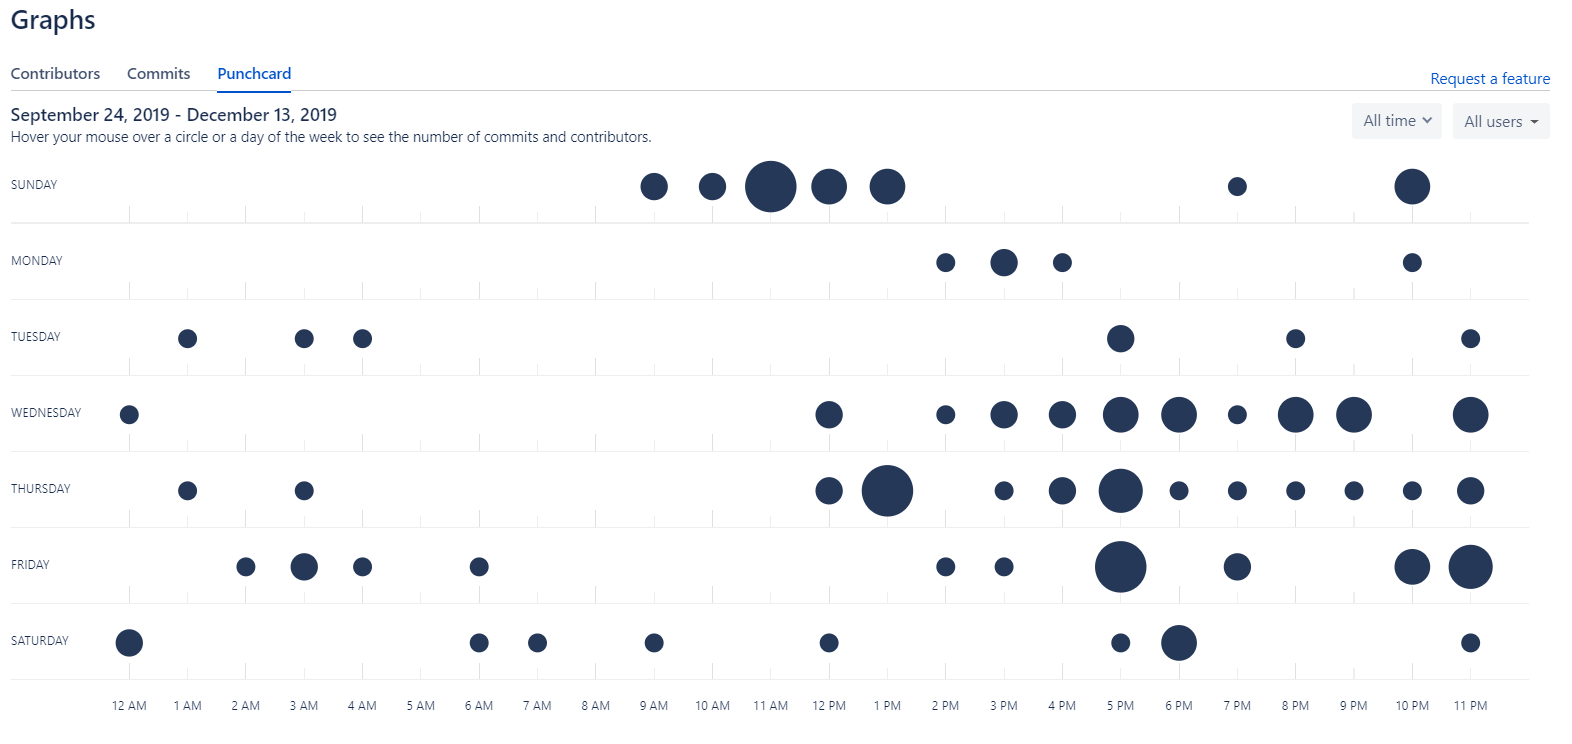 Graphs
Contributors Commits Punchcard
Request a feature
September 24, 2019 - December 13, 2019
Hover your mouse over a circle or a day of the week to see the number of commits and contributors.
All time All users
SUNDAY
MONDAY
TUESDAY
WEDNESDAY
THURSDAY
FRIDAY
SATURDAY
12 AM 1 AM 2 AM 3 AM 4 AM 5 AM 6 AM 7 AM 8 AM 9 AM 10 AM 11 AM 12 PM 1 PM 2 PM 3 PM 4 PM 5 PM 6 PM 7 PM 8 PM 9 PM 10 PM 11 PM